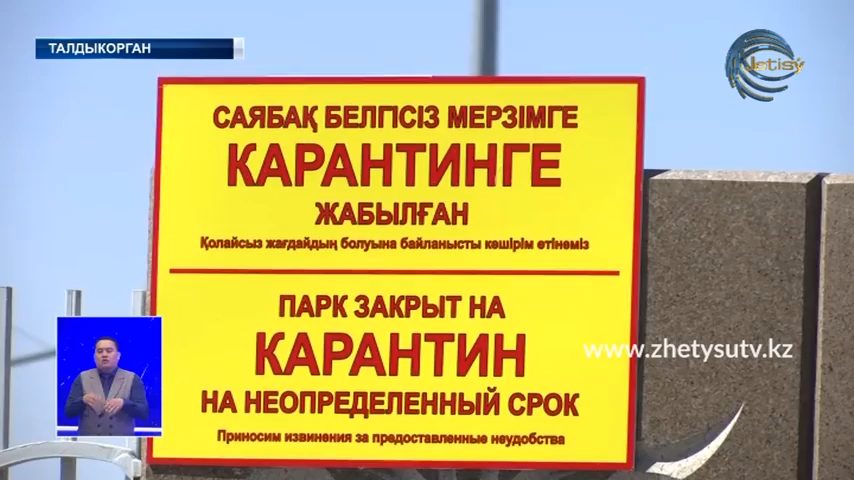 ТАЛДЫКОРГАН
Jetisý
САЯБАҚ БЕЛГІСІЗ МЕРЗІМГЕ
КАРАНТИНГЕ
ЖАБЫЛҒАН
Қолайсыз жағдайдың болуына байланысты кешірім өтінеміз
ПАРК ЗАКРЫТ НА
КАРАНТИН
НА НЕОПРЕДЕЛЕННЫЙ СРОК
Приносим извинения за предоставленные неудобства
www.zhetysutv.kz